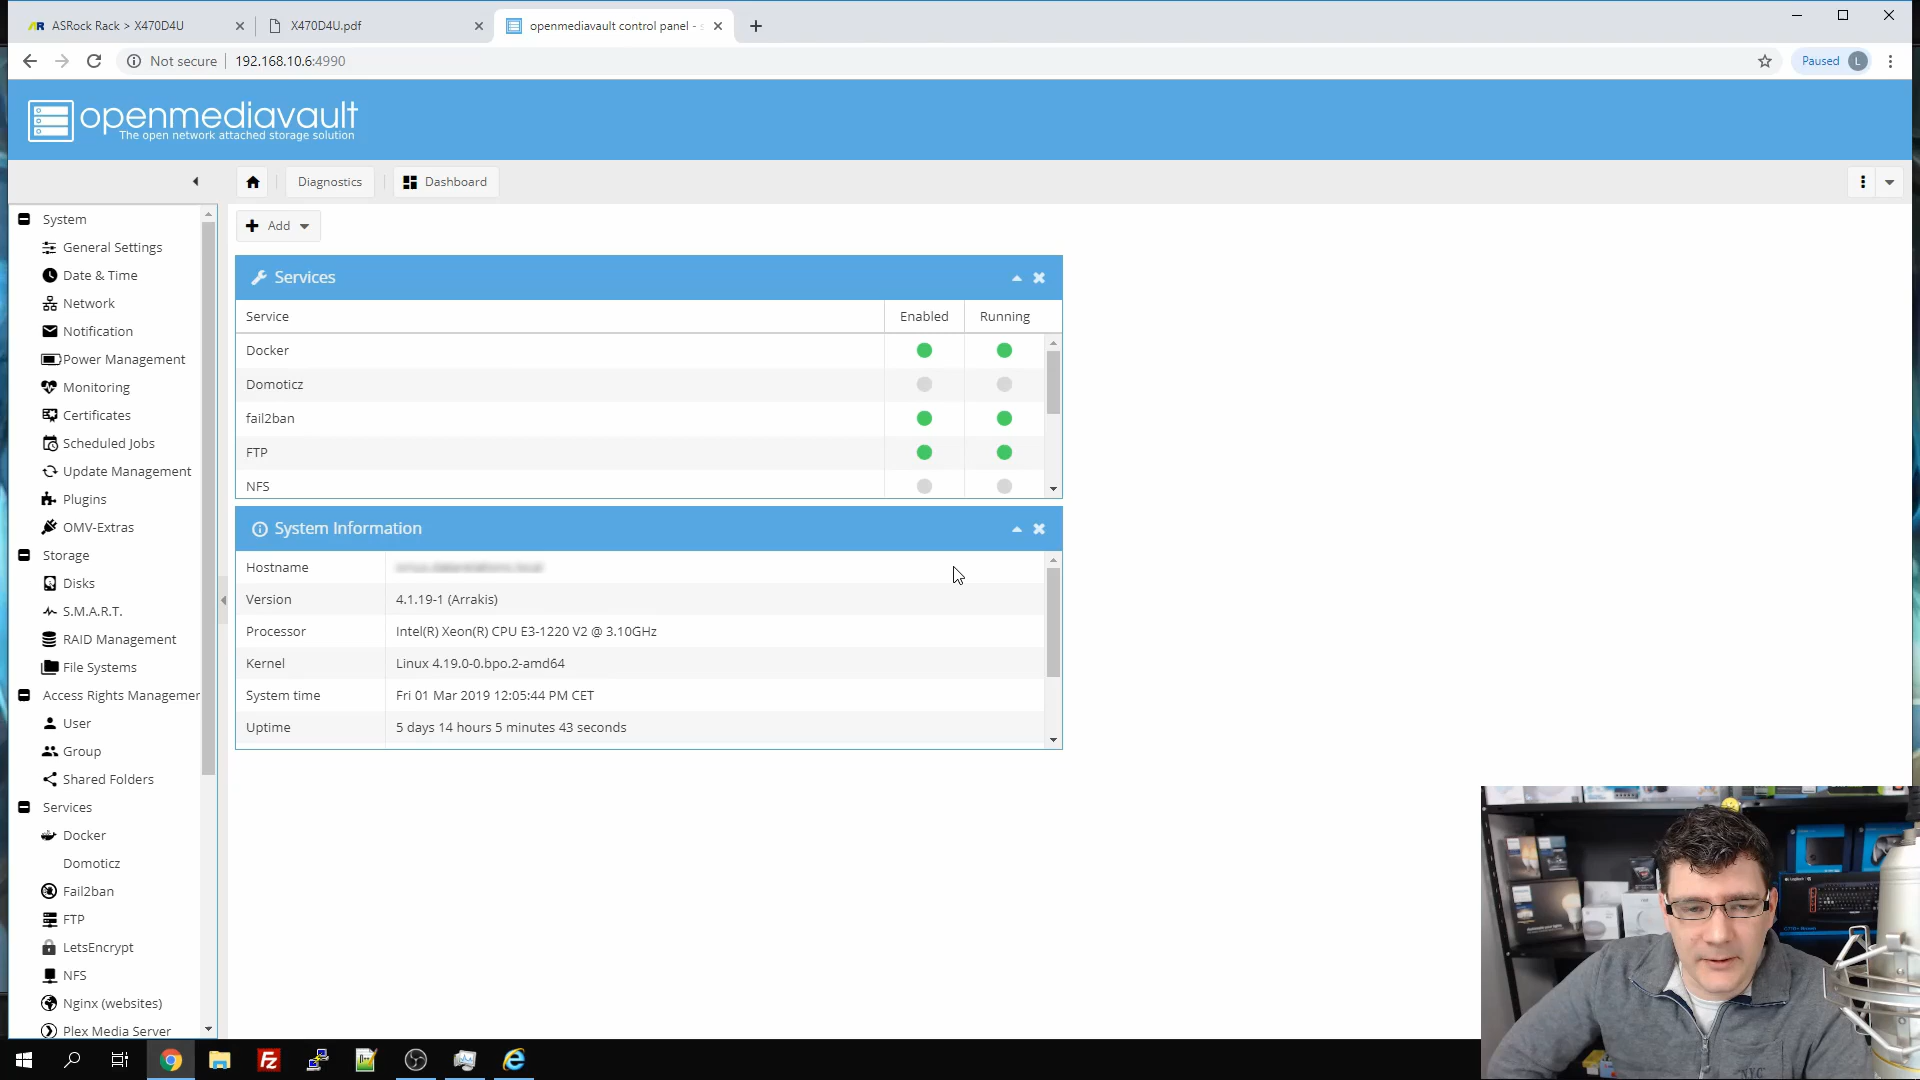 ASRock Rack > X470D4U
X470D4U.pdf
openmediavault control panel -
Not secure
192.168.10.6:4990
Paused
L
openmediavault
The open network attached storage solution
Diagnostics
Dashboard
System
General Settings
Date & Time
Network
Notification
Power Management
Monitoring
Certificates
Scheduled Jobs
Update Management
Plugins
OMV-Extras
Storage
Disks
S.M.A.R.T.
RAID Management
File Systems
Access Rights Managemer
User
Group
Shared Folders
Services
Docker
Domoticz
Fail2ban
FTP
LetsEncrypt
NFS
Nginx (websites)
Plex Media Server
Add
Services
Service Enabled Running
Docker
Domoticz
fail2ban
FTP
NFS
System Information
Hostname
Version 4.1.19-1 (Arrakis)
Processor Intel(R) Xeon(R) CPU E3-1220 V2 @ 3.10GHz
Kernel Linux 4.19.0-0.bpo.2-amd64
System time Fri 01 Mar 2019 12:05:44 PM CET
Uptime 5 days 14 hours 5 minutes 43 seconds
NYC